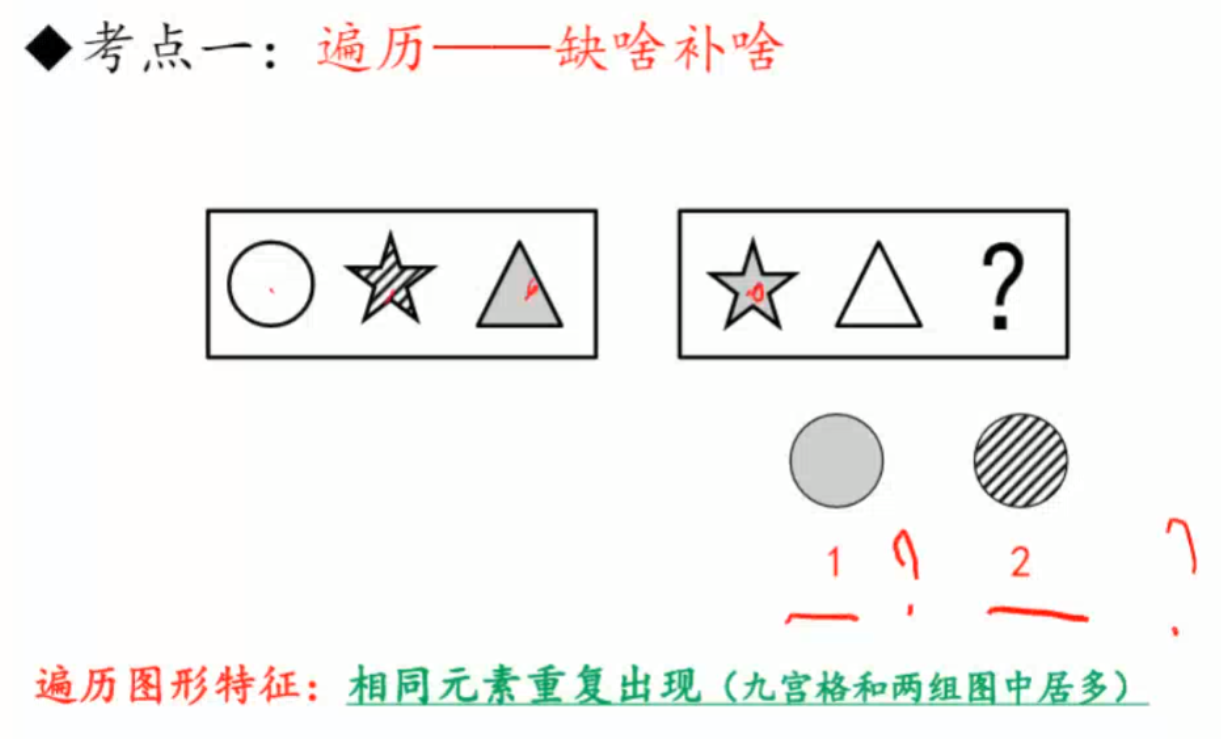 ◆考点一：遍历——缺啥补啥
?
1 ? 2 ?
遍历图形特征：相同元素重复出现（九宫格和两组图中居多）